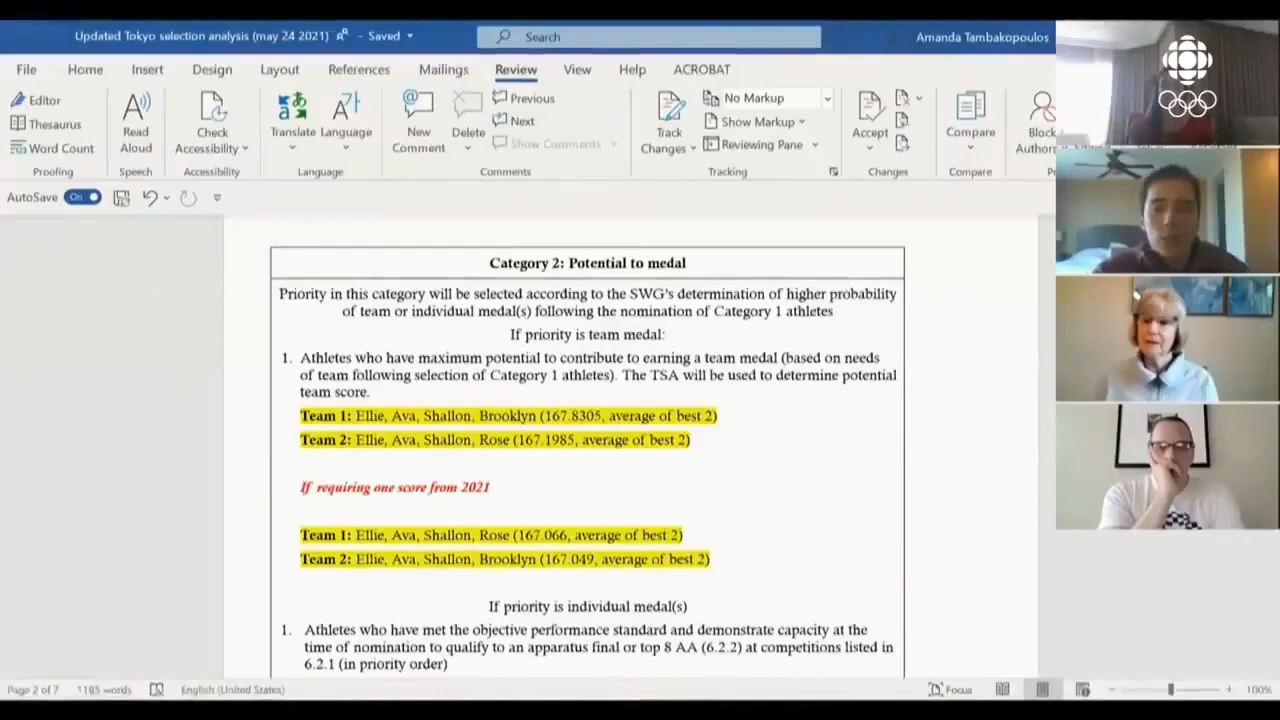 Updated Tokyo selection analysis (may 24 2021) - Saved
Search
Amanda Tambakopoulos
File Home Insert Design Layout References Mailings Review View Help ACROBAT
Editor
Thesaurus
Word Count
Proofing
Read Aloud
Speech
Check Accessibility
Accessibility
Translate Language
Language
New Comment
Delete
Previous
Next
Show Comments
Comments
Track Changes
No Markup
Show Markup
Reviewing Pane
Tracking
Accept
Changes
Compare
Compare
Block
Author
AutoSave On
Category 2: Potential to medal
Priority in this category will be selected according to the SWG's determination of higher probability
of team or individual medal(s) following the nomination of Category 1 athletes
If priority is team medal:
1. Athletes who have maximum potential to contribute to earning a team medal (based on needs
of team following selection of Category 1 athletes). The TSA will be used to determine potential
team score.
Team 1: Ellie, Ava, Shallon, Brooklyn (167.8305, average of best 2)
Team 2: Ellie, Ava, Shallon, Rose (167.1985, average of best 2)
If requiring one score from 2021
Team 1: Ellie, Ava, Shallon, Rose (167.066, average of best 2)
Team 2: Ellie, Ava, Shallon, Brooklyn (167.049, average of best 2)
If priority is individual medal(s)
1. Athletes who have met the objective performance standard and demonstrate capacity at the
time of nomination to qualify to an apparatus final or top 8 AA (6.2.2) at competitions listed in
6.2.1 (in priority order)
Page 2 of 7 1185 words English (United States) Focus 100%